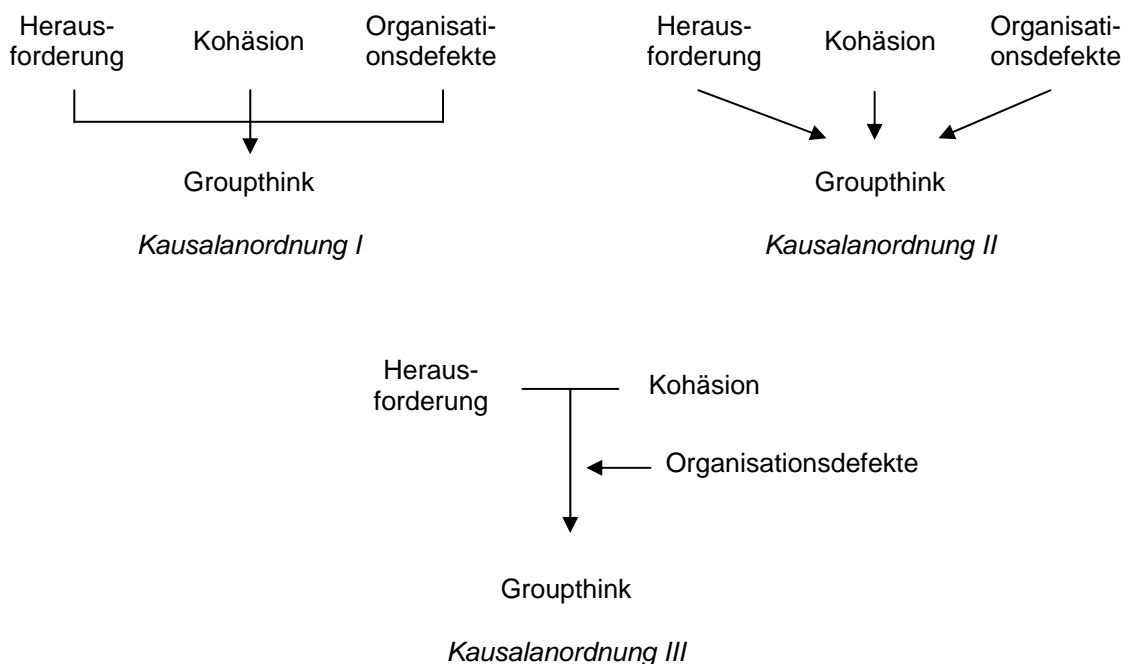 Heraus-
forderung
Kohäsion
Organisati-
onsdefekte
Groupthink
Kausalanordnung I
Heraus-
forderung
Kohäsion
Organisati-
onsdefekte
Groupthink
Kausalanordnung II
Heraus-
forderung
Kohäsion
Organisationsdefekte
Groupthink
Kausalanordnung III